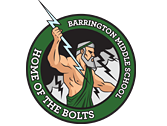 BARRINGTON MIDDLE SCHOOL
HOME OF THE BOLTS